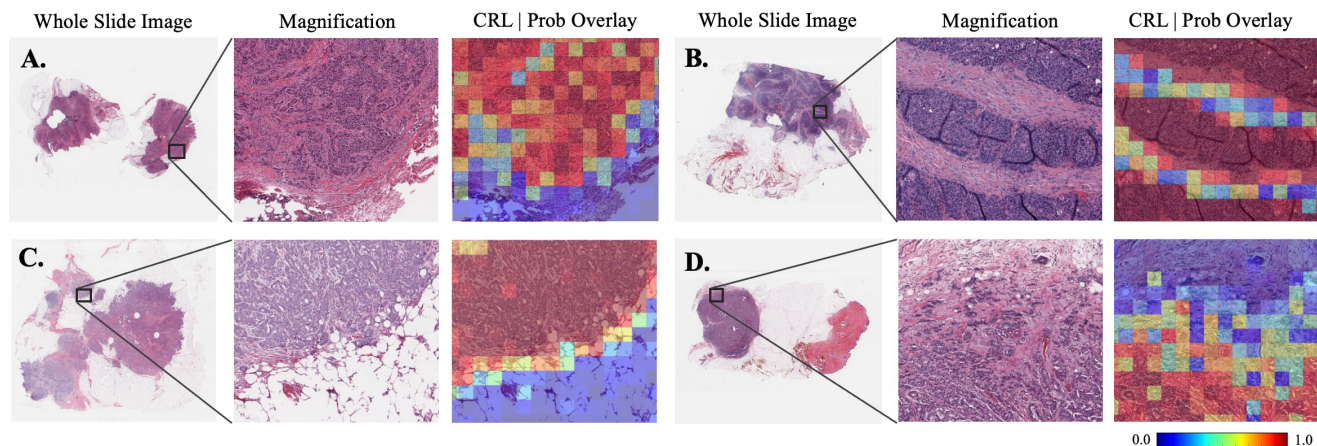 Whole Slide Image Magnification CRL | Prob Overlay Whole Slide Image Magnification CRL | Prob Overlay
A. B.
C. D.
0.0 1.0